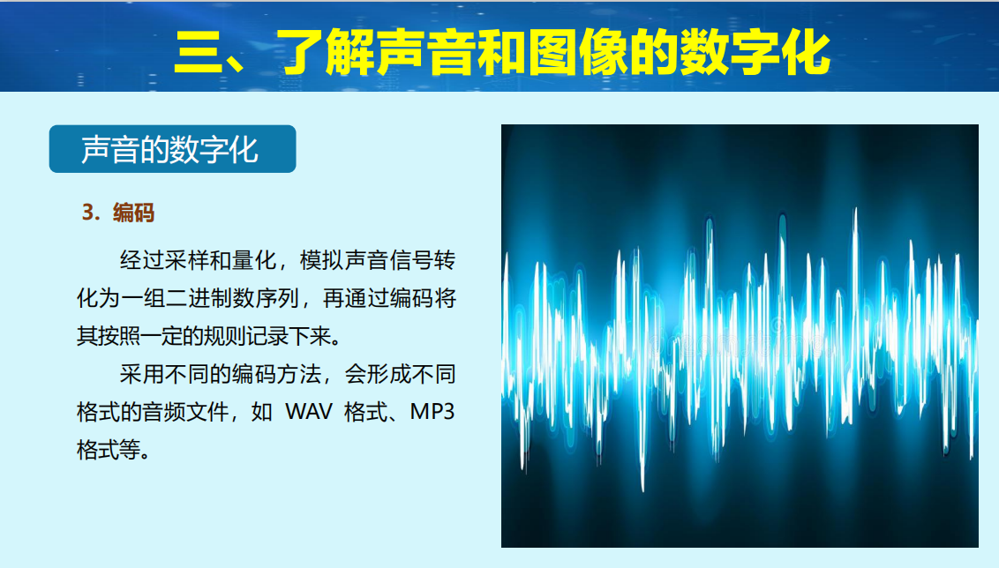 三、了解声音和图像的数字化
声音的数字化
3. 编码
经过采样和量化，模拟声音信号转
化为一组二进制数序列，再通过编码将
其按照一定的规则记录下来。
采用不同的编码方法，会形成不同
格式的音频文件，如 WAV 格式、MP3
格式等。